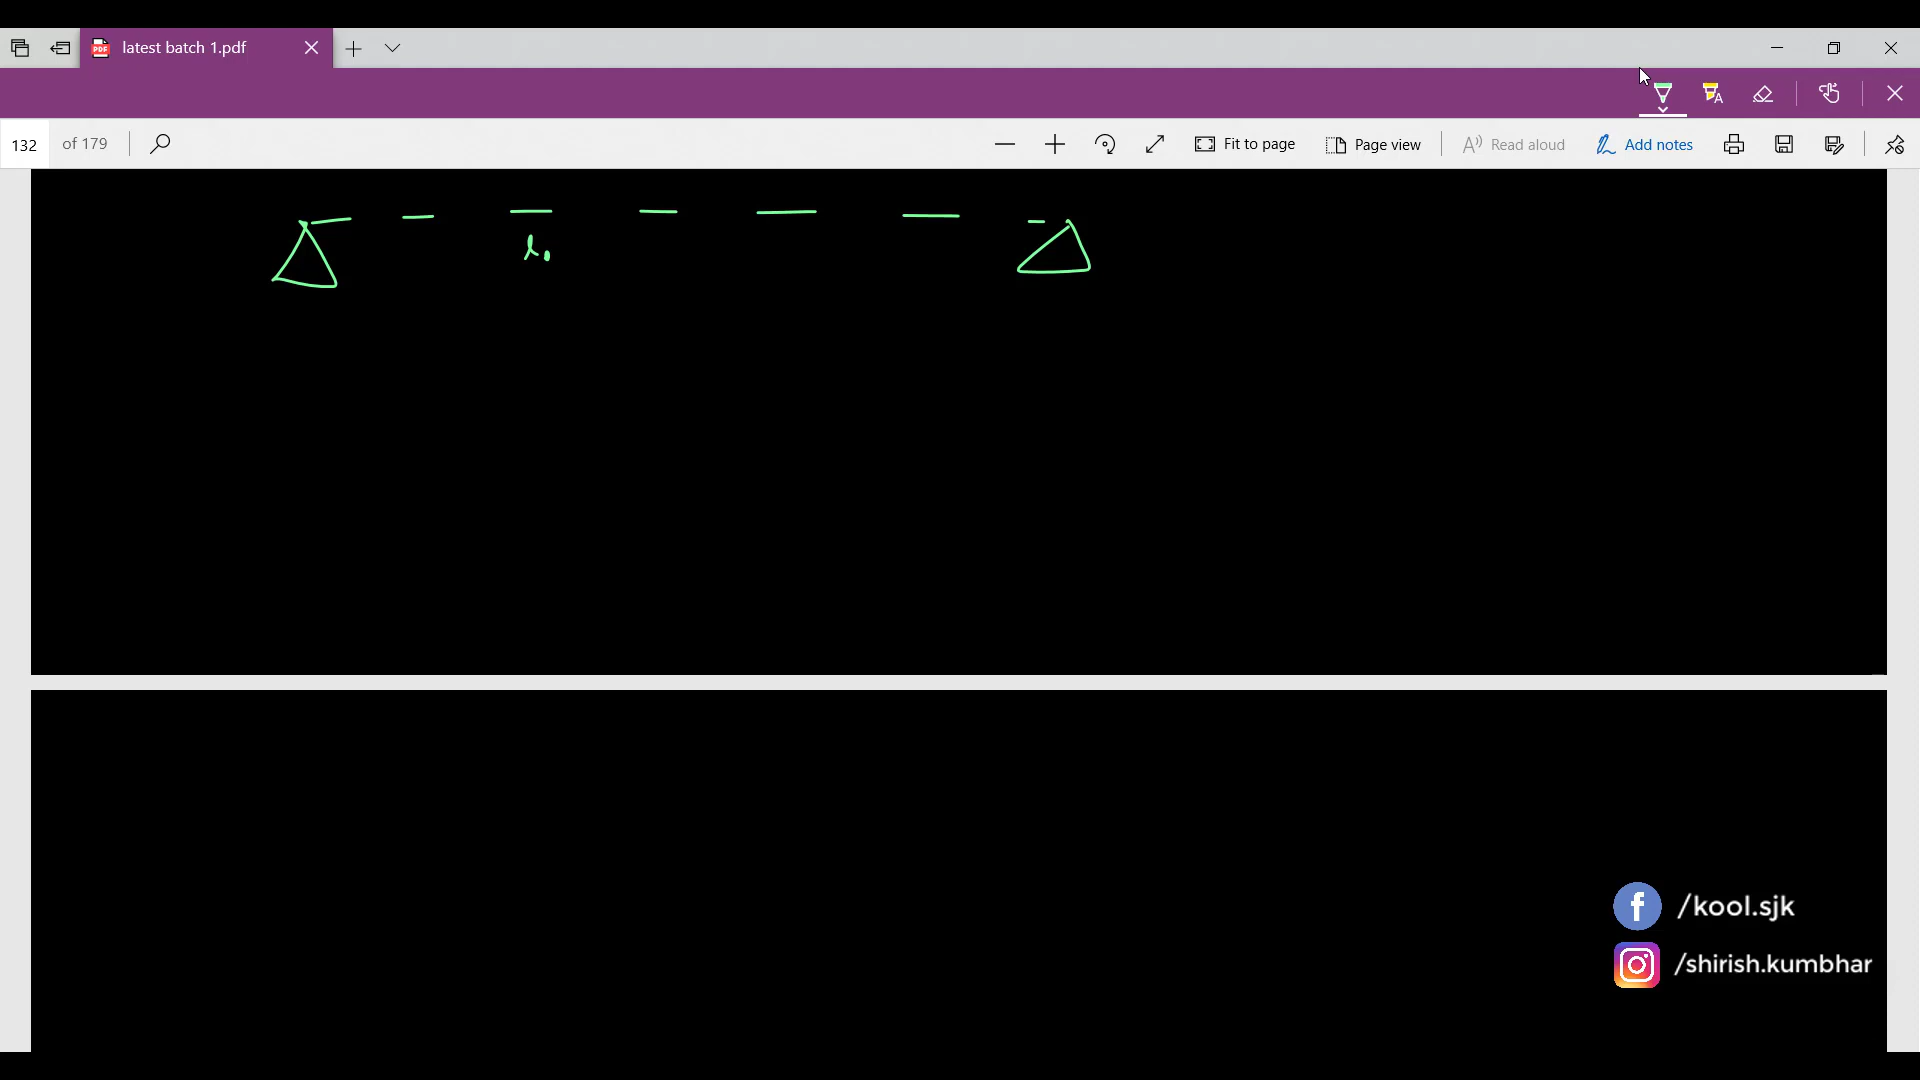 latest batch 1.pdf
132 of 179 Fit to page Page view Read aloud Add notes
/kool.sjk
/shirish.kumbhar